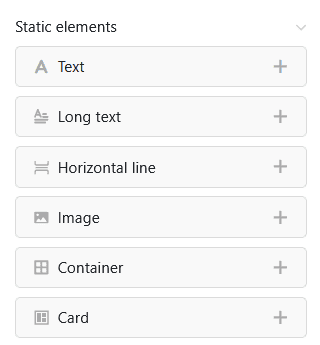 Static elements
Text
Long text
Horizontal line
Image
Container
Card